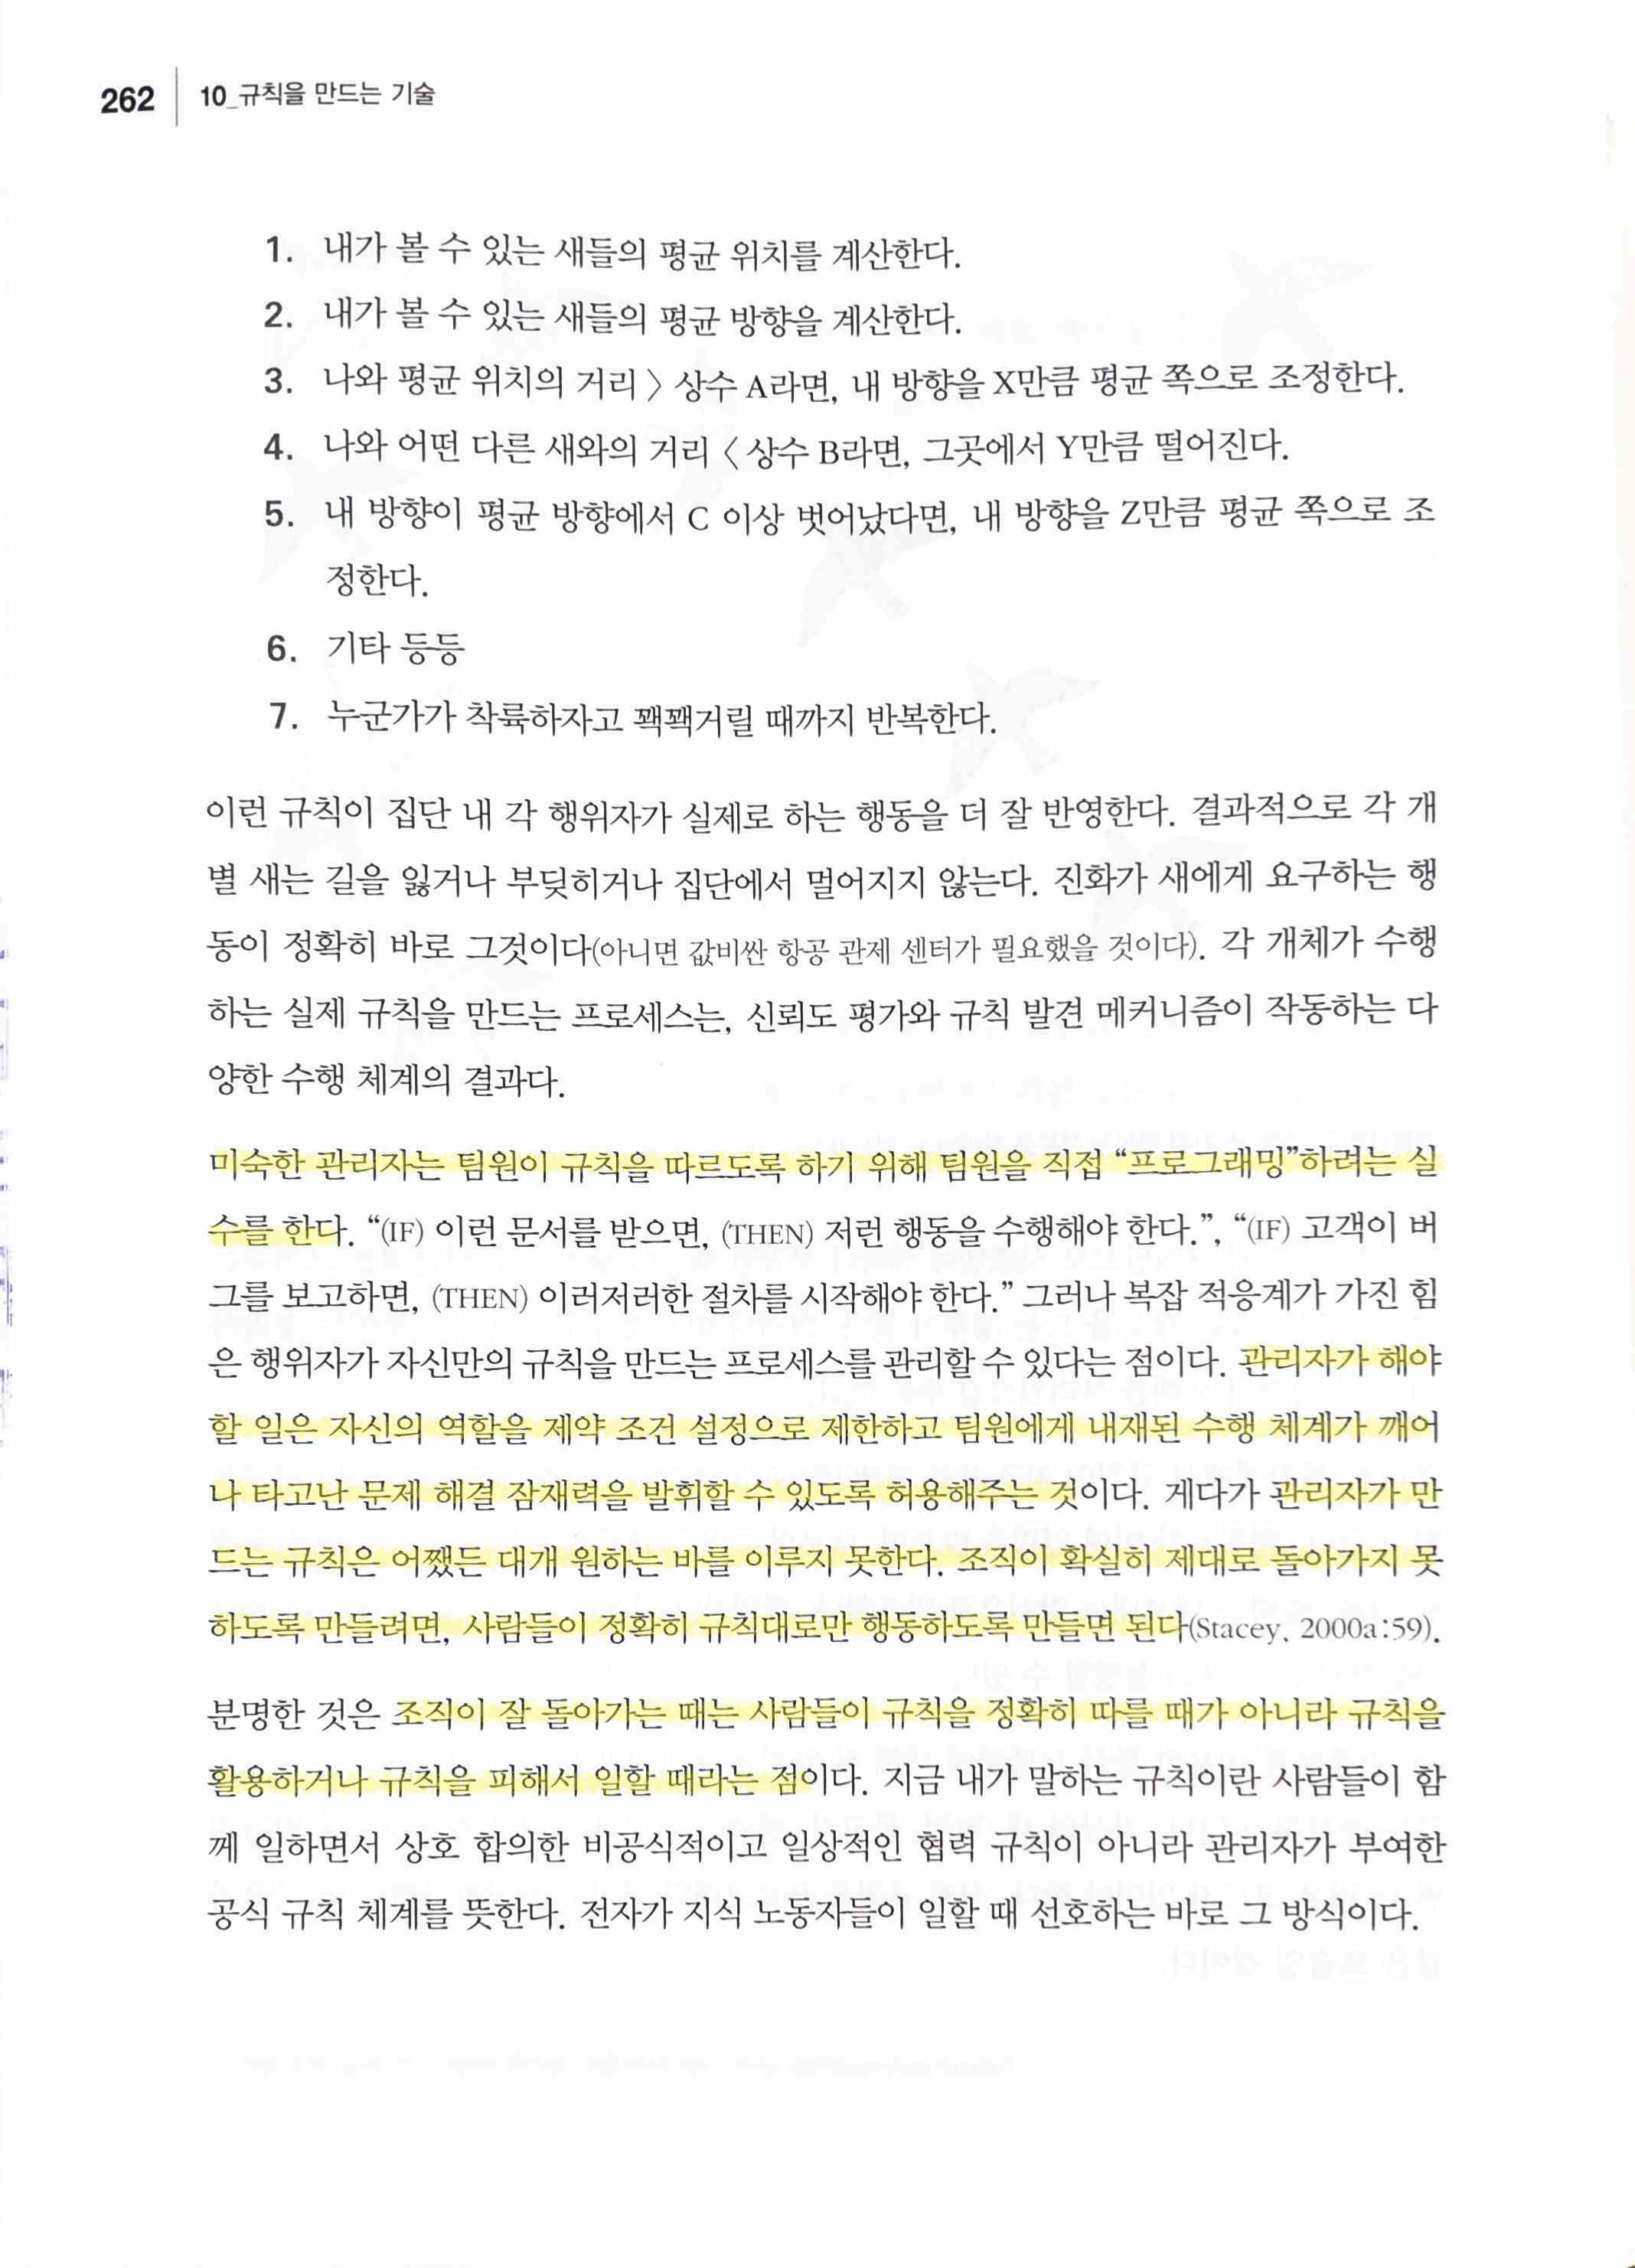 262 10_규칙을 만드는 기술
1. 내가 볼 수 있는 새들의 평균 위치를 계산한다.
2. 내가 볼 수 있는 새들의 평균 방향을 계산한다.
3. 나와 평균 위치의 거리 > 상수 A라면, 내 방향을 X만큼 평균 쪽으로 조정한다.
4. 나와 어떤 다른 새와의 거리 < 상수 B라면, 그곳에서 Y만큼 떨어진다.
5. 내 방향이 평균 방향에서 C 이상 벗어났다면, 내 방향을 Z만큼 평균 쪽으로 조
정한다.
6. 기타 등등
7. 누군가가 착륙하자고 꽥꽥거릴 때까지 반복한다.
이런 규칙이 집단 내 각 행위자가 실제로 하는 행동을 더 잘 반영한다. 결과적으로 각 개
별 새는 길을 잃거나 부딪히거나 집단에서 멀어지지 않는다. 진화가 새에게 요구하는 행
동이 정확히 바로 그것이다(아니면 값비싼 항공 관제 센터가 필요했을 것이다). 각 개체가 수행
하는 실제 규칙을 만드는 프로세스는, 신뢰도 평가와 규칙 발견 메커니즘이 작동하는 다
양한 수행 체계의 결과다.
미숙한 관리자는 팀원이 규칙을 따르도록 하기 위해 팀원을 직접 “프로그래밍”하려는 실
수를 한다. “(IF) 이런 문서를 받으면, (THEN) 저런 행동을 수행해야 한다.”, “(IF) 고객이 버
그를 보고하면, (THEN) 이러저러한 절차를 시작해야 한다.” 그러나 복잡 적응계가 가진 힘
은 행위자가 자신만의 규칙을 만드는 프로세스를 관리할 수 있다는 점이다. 관리자가 해야
할 일은 자신의 역할을 제약 조건 설정으로 제한하고 팀원에게 내재된 수행 체계가 깨어
나 타고난 문제 해결 잠재력을 발휘할 수 있도록 허용해주는 것이다. 게다가 관리자가 만
드는 규칙은 어쨌든 대개 원하는 바를 이루지 못한다. 조직이 확실히 제대로 돌아가지 못
하도록 만들려면, 사람들이 정확히 규칙대로만 행동하도록 만들면 된다(Stacey, 2000a:59).
분명한 것은 조직이 잘 돌아가는 때는 사람들이 규칙을 정확히 따를 때가 아니라 규칙을
활용하거나 규칙을 피해서 일할 때라는 점이다. 지금 내가 말하는 규칙이란 사람들이 함
께 일하면서 상호 합의한 비공식적이고 일상적인 협력 규칙이 아니라 관리자가 부여한
공식 규칙 체계를 뜻한다. 전자가 지식 노동자들이 일할 때 선호하는 바로 그 방식이다.